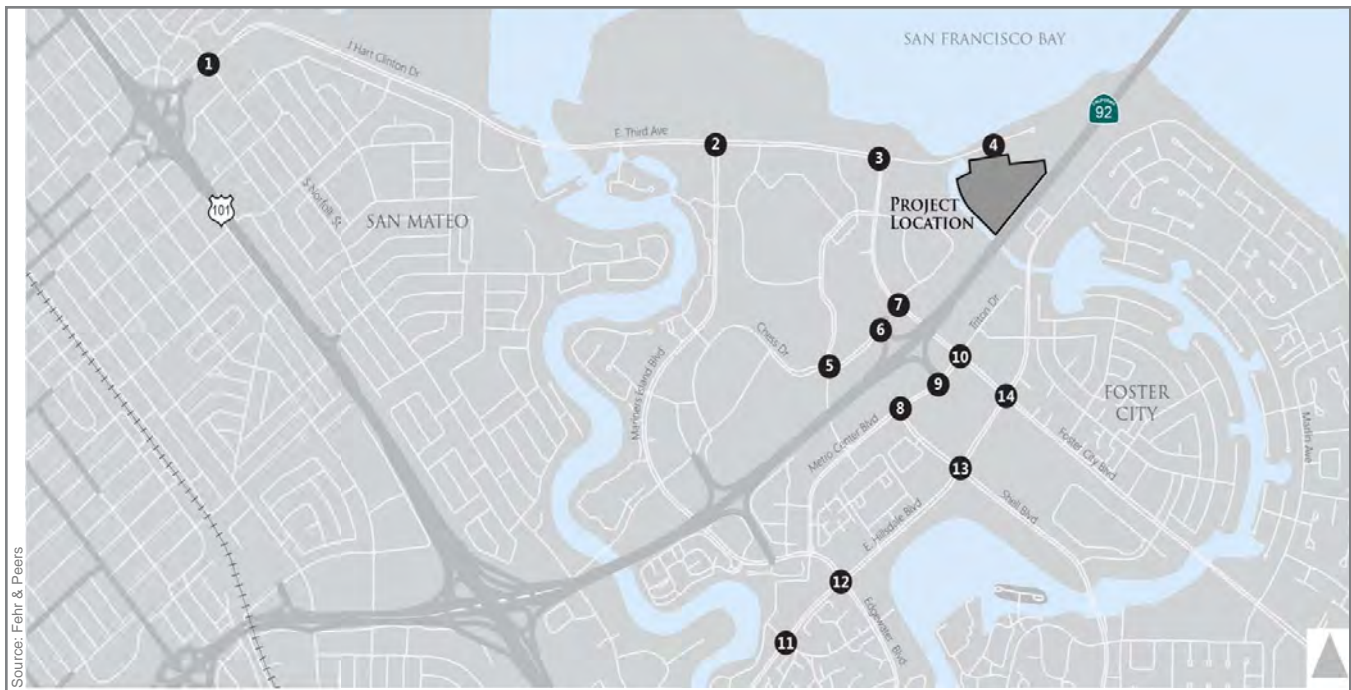 SAN FRANCISCO BAY
CALIFORNIA
92
1
J Hart Clinton Dr
E. Third Ave
2
3
4
101
S Norfolk St
SAN MATEO
PROJECT
LOCATION
7
6
5
Chess Dr
Triton Dr
10
9
8
14
Mariners Island Blvd
Metro Center Blvd
FOSTER
CITY
Foster City Blvd
Marlin Ave
13
Shell Blvd
E. Hillsdale Blvd
12
Edgewater Blvd
11
Source: Fehr & Peers